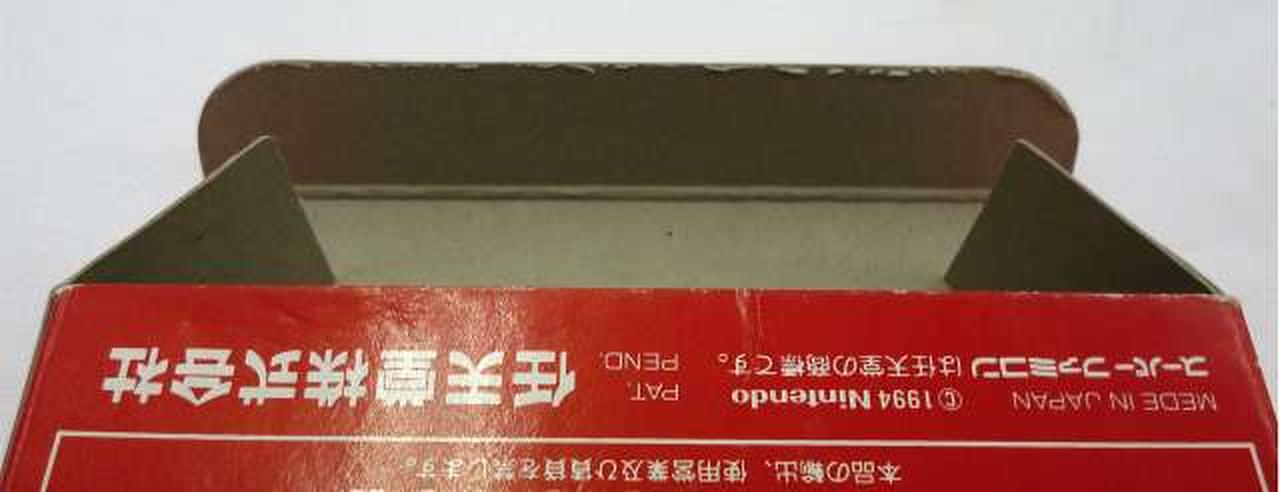 本品の輸出、使用営業及び賃貸を禁じます。
MEDE IN JAPAN © 1994 Nintendo
スーパーファミコンは任天堂の商標です。
PAT.
PEND.
任天堂株式会社